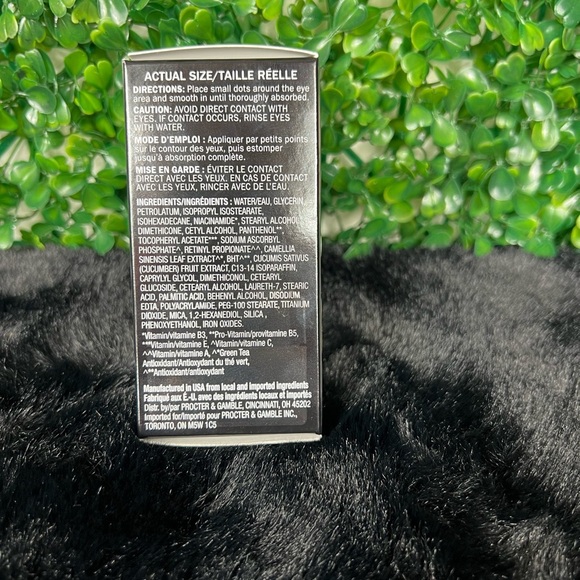 ACTUAL SIZE/TAILLE RÉELLE
DIRECTIONS: Place small dots around the eye
area and smooth in until thoroughly absorbed.
CAUTION: AVOID DIRECT CONTACT WITH
EYES. IF CONTACT OCCURS, RINSE EYES
WITH WATER.
MODE D'EMPLOI : Appliquer par petits points
sur le contour des yeux, puis estomper
jusqu'à absorption complète.
MISE EN GARDE : ÉVITER LE CONTACT
DIRECT AVEC LES YEUX. EN CAS DE CONTACT
AVEC LES YEUX, RINCER AVEC DE L'EAU.
INGREDIENTS/INGRÉDIENTS : WATER/EAU, GLYCERIN,
PETROLATUM, ISOPROPYL ISOSTEARATE,
ISOHEXADECANE, NIACINAMIDE*, STEARYL ALCOHOL,
DIMETHICONE, CETYL ALCOHOL, PANTHENOL**,
TOCOPHERYL ACETATE***, SODIUM ASCORBYL
PHOSPHATE^, RETINYL PROPIONATE^^, CAMELLIA
SINENSIS LEAF EXTRACT^*, BHT^**, CUCUMIS SATIVUS
(CUCUMBER) FRUIT EXTRACT, C13-14 ISOPARAFFIN,
CAPRYLYL GLYCOL, DIMETHICONOL, CETEARYL
GLUCOSIDE, CETEARYL ALCOHOL, LAURETH-7, STEARIC
ACID, PALMITIC ACID, BEHENYL ALCOHOL, DISODIUM
EDTA, POLYACRYLAMIDE, PEG-100 STEARATE, TITANIUM
DIOXIDE, MICA, 1,2-HEXANEDIOL, SILICA,
PHENOXYETHANOL, IRON OXIDES.
*Vitamin/vitamine B3, **Pro-Vitamin/provitamine B5,
***Vitamin/vitamine E, ^Vitamin/vitamine C,
^^Vitamin/vitamine A, ^*Green Tea
Antioxidant/Antioxydant du thé vert,
^**Antioxidant/antioxydant
Manufactured in USA from local and imported ingredients
Fabriqué aux É.-U. avec des ingrédients locaux et importés
Distr. by/par PROCTER & GAMBLE, CINCINNATI, OH 45202
Imported for/importé pour PROCTER & GAMBLE INC.,
TORONTO, ON M5W 1C5